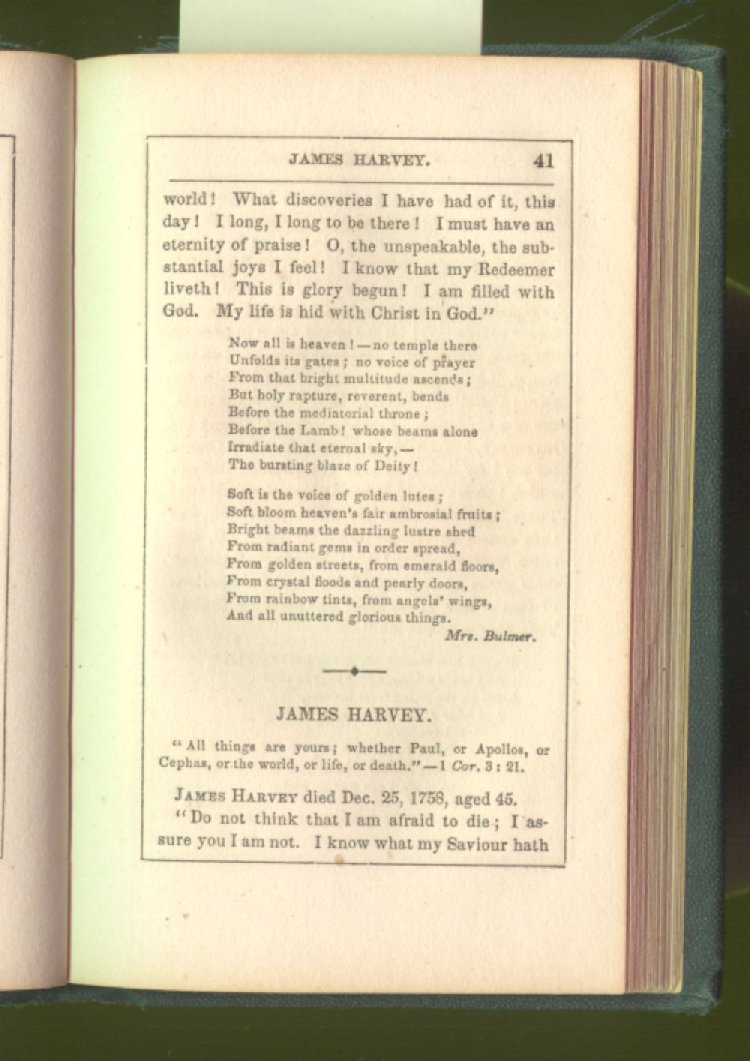 JAMES HARVEY. 41
world! What discoveries I have had of it, this
day! I long, I long to be there! I must have an
eternity of praise! O, the unspeakable, the sub-
stantial joys I feel! I know that my Redeemer
liveth! This is glory begun! I am filled with
God. My life is hid with Christ in God."
Now all is heaven!—no temple there
Unfolds its gates; no voice of prayer
From that bright multitude ascends;
But holy rapture, reverent, bends
Before the mediatorial throne;
Before the Lamb! whose beams alone
Irradiate that eternal sky,—
The bursting blaze of Deity!
Soft is the voice of golden lutes;
Soft bloom heaven's fair ambrosial fruits;
Bright beams the dazzling lustre shed
From radiant gems in order spread,
From golden streets, from emerald floors,
From crystal floods and pearly doors,
From rainbow tints, from angels' wings,
And all unuttered glorious things.
Mrs. Bulmer.
JAMES HARVEY.
"All things are yours; whether Paul, or Apollos, or
Cephas, or the world, or life, or death."—1 Cor. 3: 21.
JAMES HARVEY died Dec. 25, 1758, aged 45.
"Do not think that I am afraid to die; I as-
sure you I am not. I know what my Saviour hath